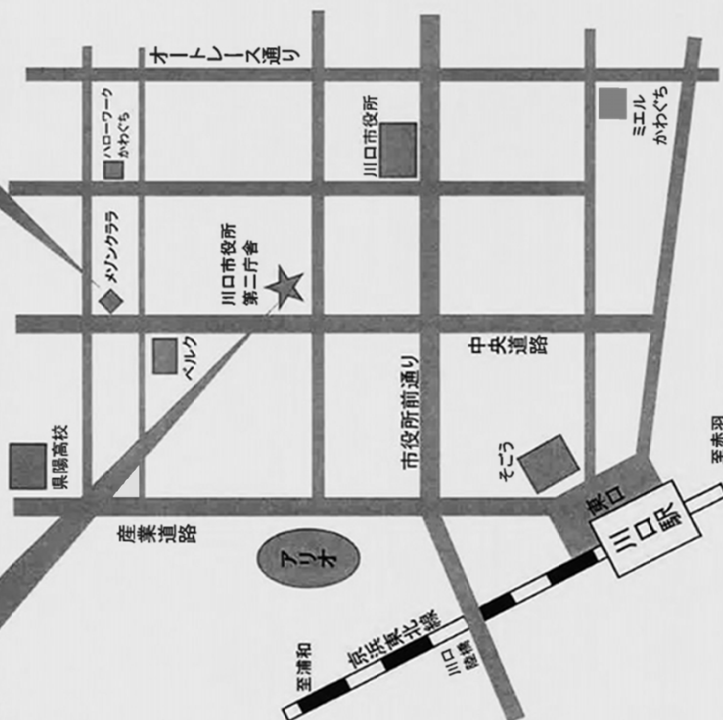 オートレース通り
ハローワーク
かわぐち
川口市役所
ミエル
かわぐち
メゾンクララ
川口市役所
第二庁舎
ベルク
中央道路
市役所前通り
県陽高校
そごう
産業道路
アリオ
東口
川口駅
至赤羽
京浜東北線
川口
陸橋
至浦和